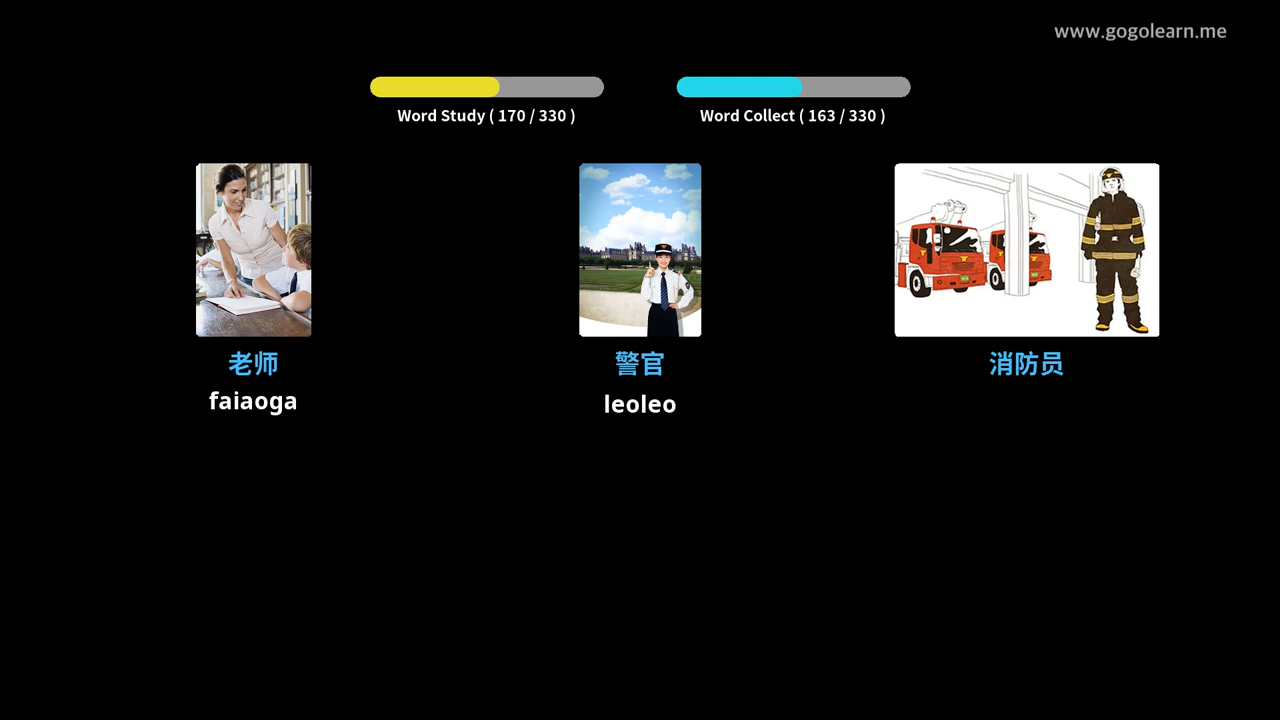 www.gogolearn.me
Word Study ( 170 / 330 )
Word Collect ( 163 / 330 )
老师
警官
消防员
faiaoga
leoleo